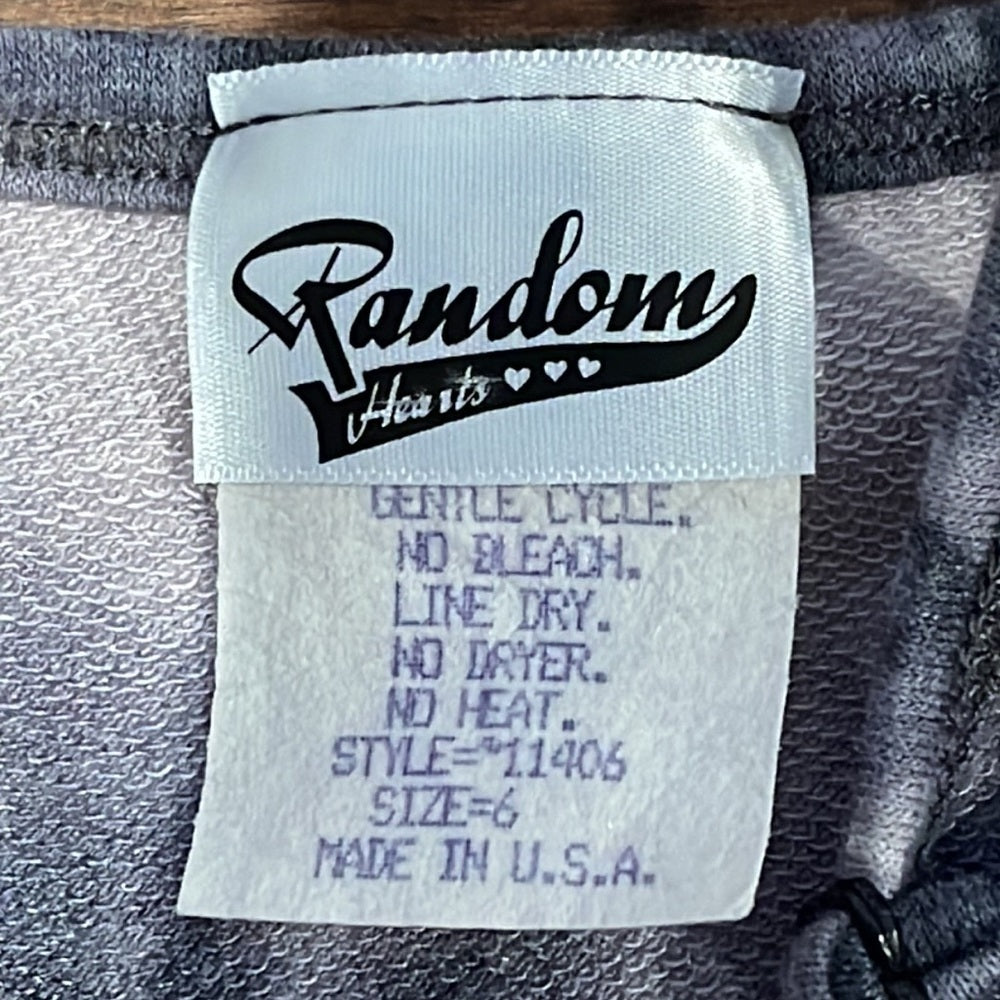 Random
Hearts
GENTLE CYCLE.
NO BLEACH.
LINE DRY.
NO DRYER.
NO HEAT.
STYLE="11406
SIZE=6
MADE IN U.S.A.